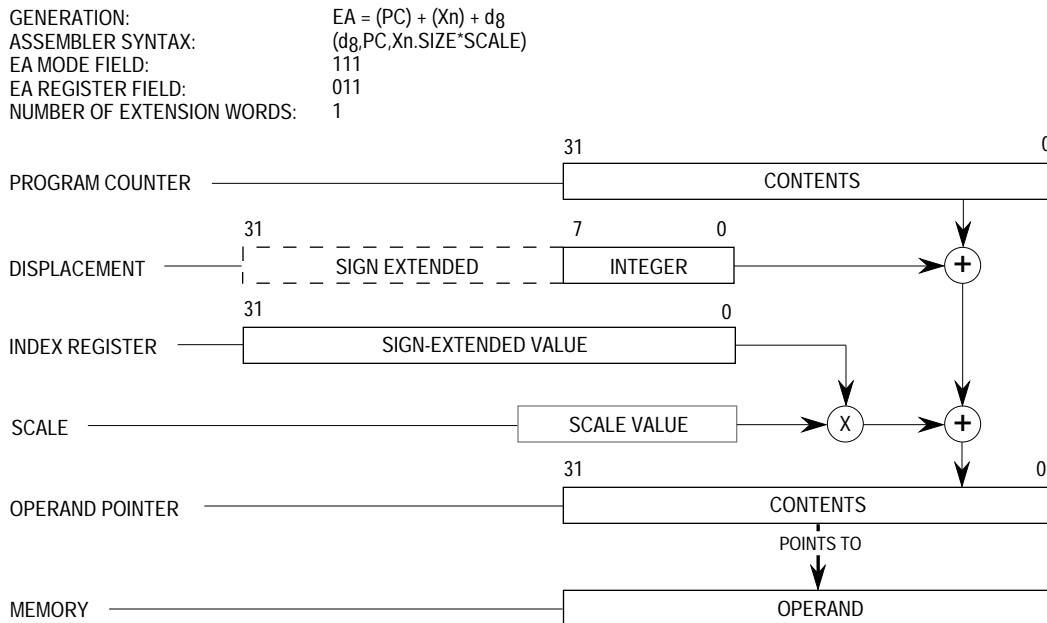 GENERATION: EA = (PC) + (Xn) + d8
ASSEMBLER SYNTAX: (d8,PC,Xn.SIZE*SCALE)
EA MODE FIELD: 111
EA REGISTER FIELD: 011
NUMBER OF EXTENSION WORDS: 1
31 0
PROGRAM COUNTER CONTENTS
31 7 0
DISPLACEMENT SIGN EXTENDED INTEGER +
31 0
INDEX REGISTER SIGN-EXTENDED VALUE
SCALE SCALE VALUE X +
31 0
OPERAND POINTER CONTENTS
POINTS TO
MEMORY OPERAND